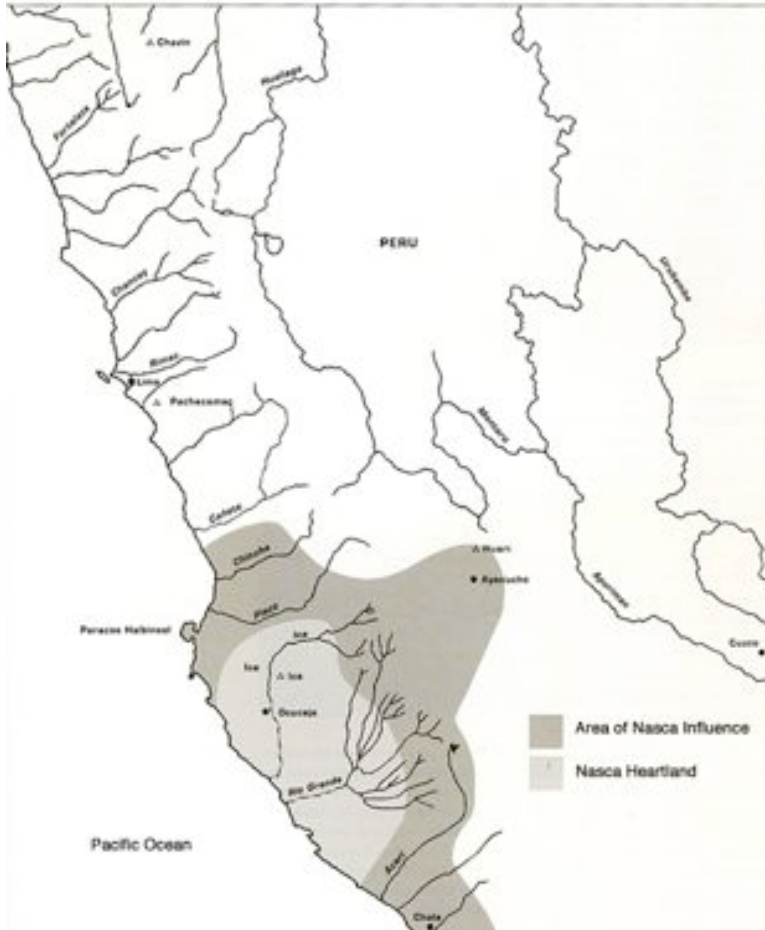 Chavin
Huallaga
Fortaleza
PERU
Urubamba
Chancay
Rimac
Lima
Pachacamac
Mantaro
Cañete
Chincha
Huari
Ayacucho
Apurimac
Pisco
Paracas Halbinsel
Ica
Cuzco
Ica
Ica
Ocucaje
Area of Nasca Influence
Nasca Heartland
Rio Grande
Pacific Ocean
Acari
Chala